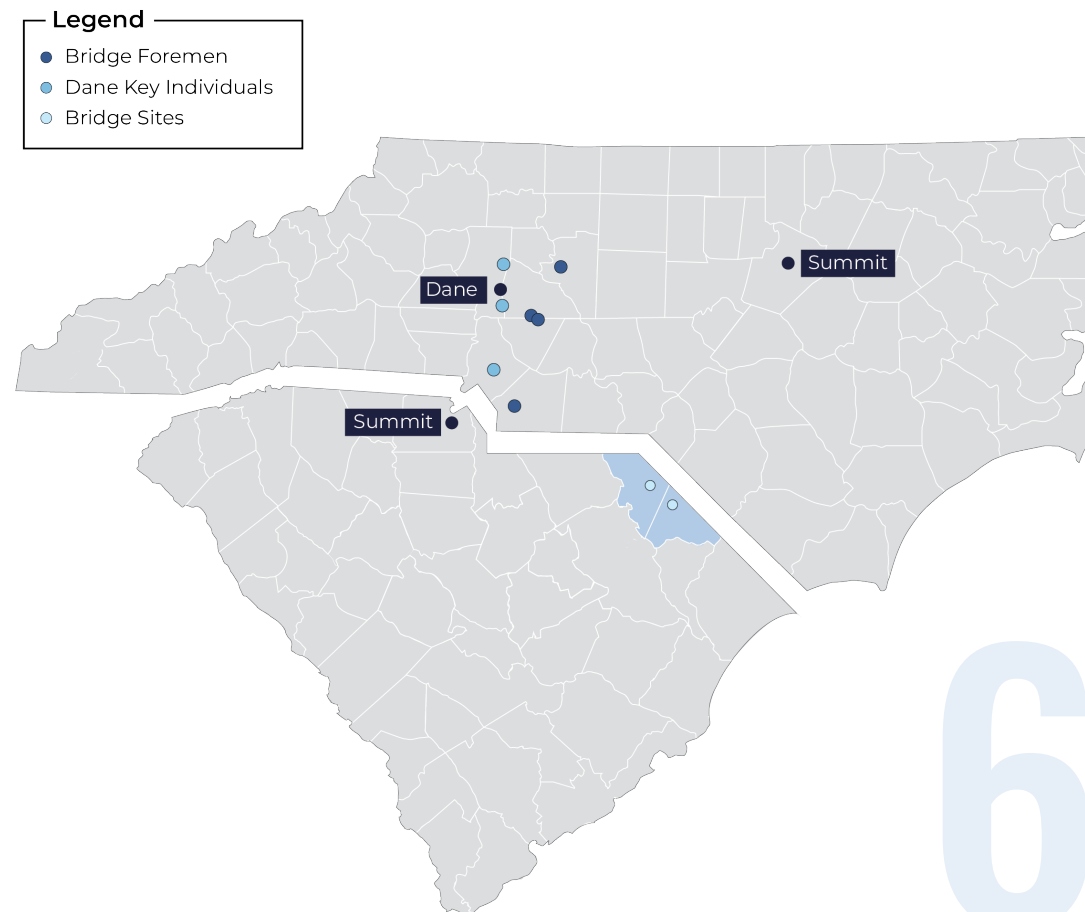 Legend
Bridge Foremen
Dane Key Individuals
Bridge Sites
Summit
Dane
Summit
6